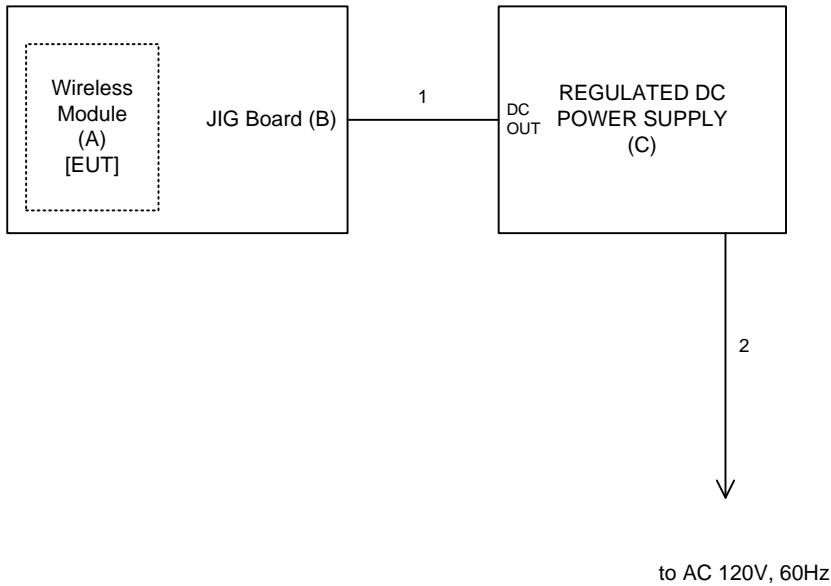 Wireless
Module
(A)
[EUT]
JIG Board (B)
1
DC
OUT
REGULATED DC
POWER SUPPLY
(C)
2
to AC 120V, 60Hz